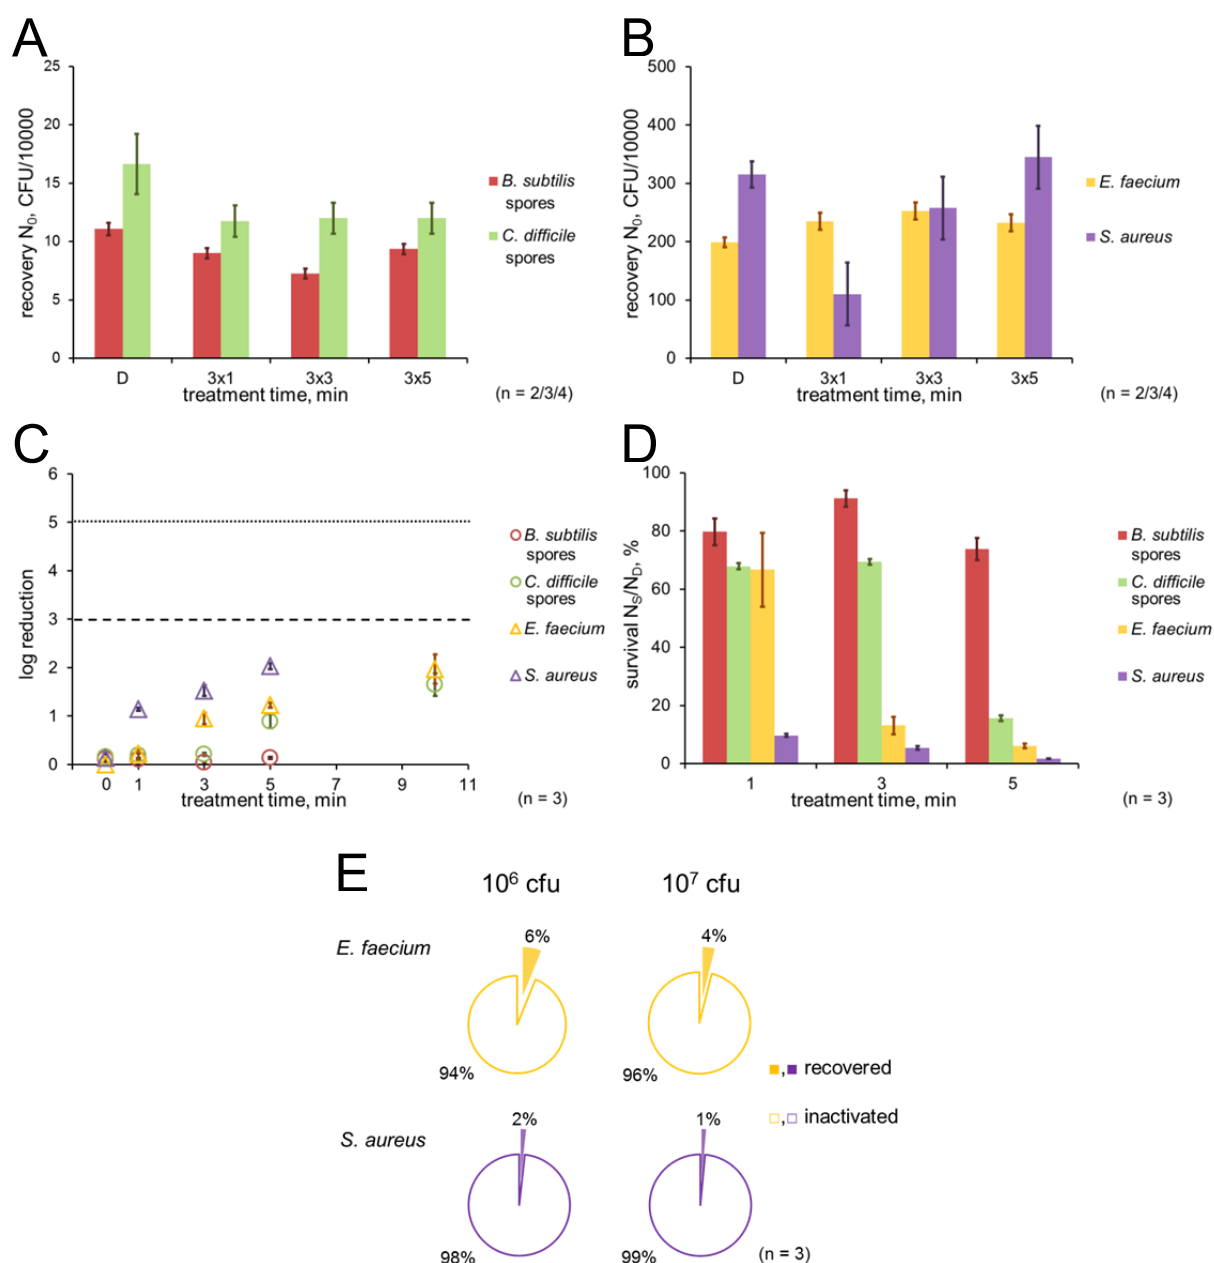 A
25
20
15
10
5
0
recovery N0, CFU/10000
D 3x1 3x3 3x5
treatment time, min
(n = 2/3/4)
B. subtilis
spores
C. difficile
spores
B
500
400
300
200
100
0
recovery N0, CFU/10000
D 3x1 3x3 3x5
treatment time, min
(n = 2/3/4)
E. faecium
S. aureus
C
6
5
4
3
2
1
0
log reduction
0 1 3 5 7 9 11
treatment time, min
(n = 3)
B. subtilis
spores
C. difficile
spores
E. faecium
S. aureus
D
100
80
60
40
20
0
survival NS/ND, %
1 3 5
treatment time, min
(n = 3)
B. subtilis
spores
C. difficile
spores
E. faecium
S. aureus
E
10⁶ cfu 10⁷ cfu
E. faecium
6%
94%
4%
96%
S. aureus
2%
98%
1%
99%
, recovered
, inactivated
(n = 3)